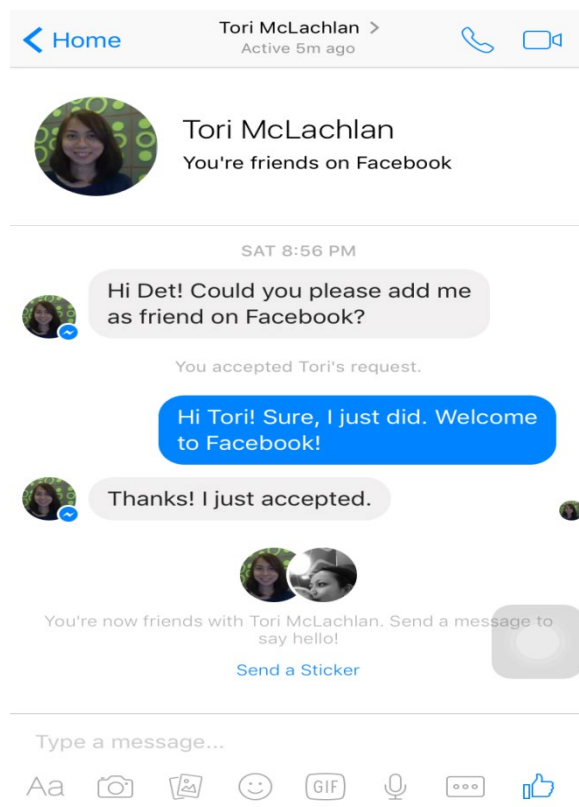 Home
Tori McLachlan >
Active 5m ago
Tori McLachlan
You're friends on Facebook
SAT 8:56 PM
Hi Det! Could you please add me
as friend on Facebook?
You accepted Tori's request.
Hi Tori! Sure, I just did. Welcome
to Facebook!
Thanks! I just accepted.
You're now friends with Tori McLachlan. Send a message to
say hello!
Send a Sticker
Type a message...
Aa
GIF